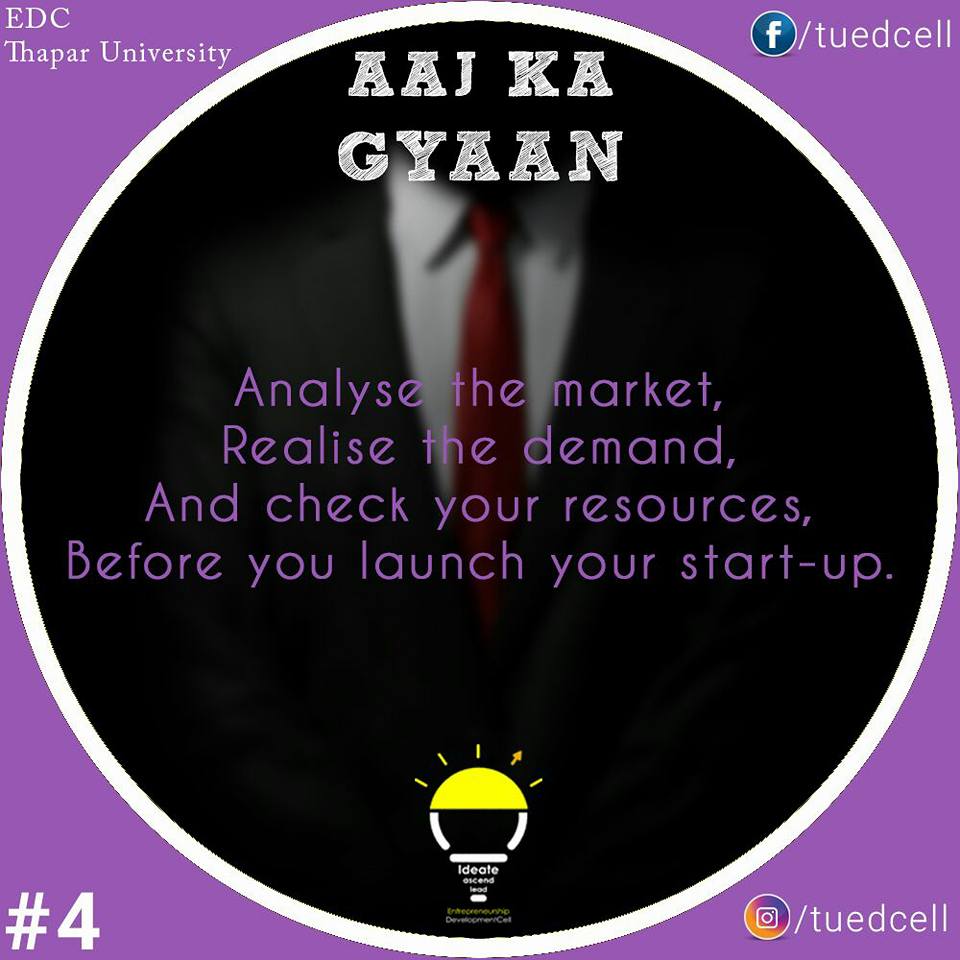 EDC
Thapar University
/tuedcell
AAJ KA
GYAAN
Analyse the market,
Realise the demand,
And check your resources,
Before you launch your start-up.
Ideate
ascend
lead
Entrepreneurship
DevelopmentCell
#4
/tuedcell